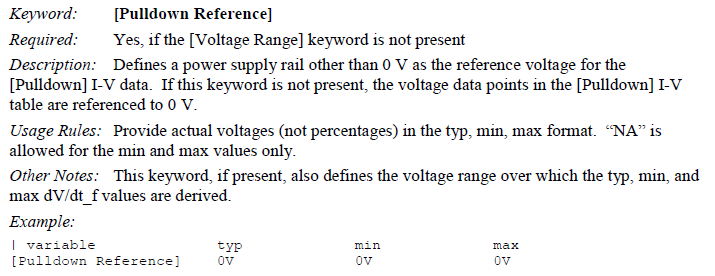 Keyword: [Pulldown Reference]
Required: Yes, if the [Voltage Range] keyword is not present
Description: Defines a power supply rail other than 0 V as the reference voltage for the
[Pulldown] I-V data. If this keyword is not present, the voltage data points in the [Pulldown] I-V
table are referenced to 0 V.
Usage Rules: Provide actual voltages (not percentages) in the typ, min, max format. “NA” is
allowed for the min and max values only.
Other Notes: This keyword, if present, also defines the voltage range over which the typ, min, and
max dV/dt_f values are derived.
Example:
| variable typ min max
[Pulldown Reference] 0V 0V 0V